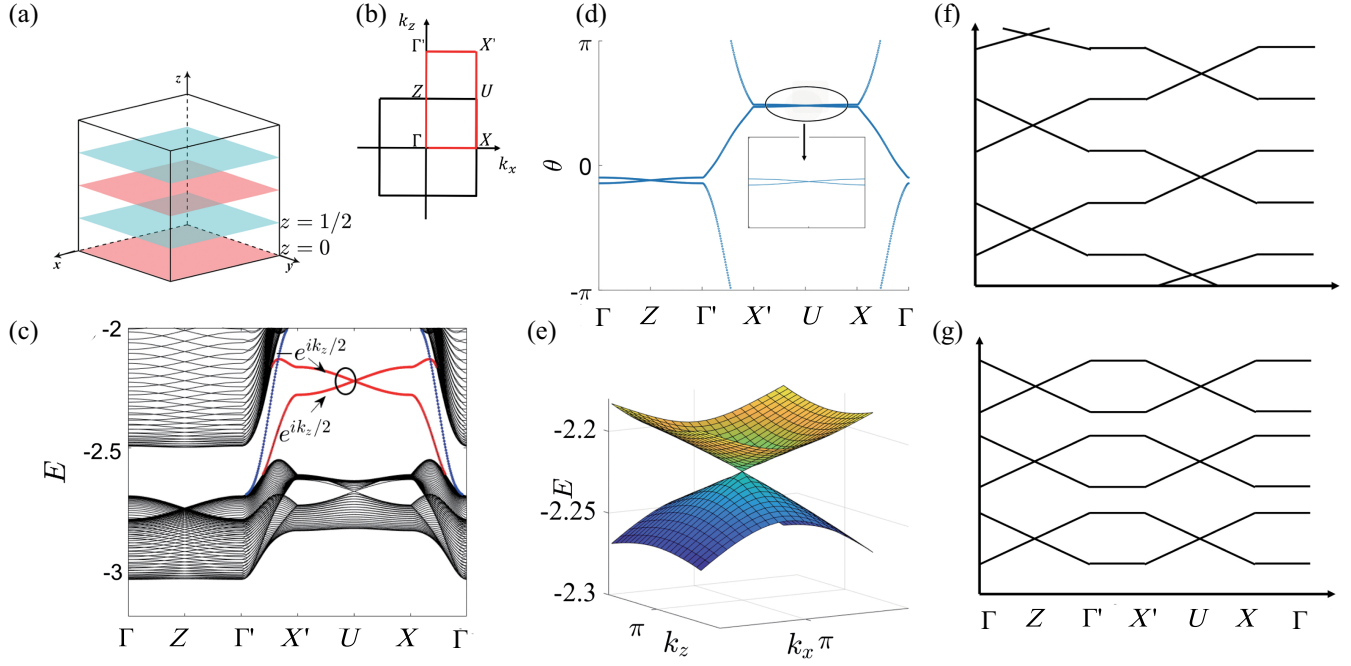 (a)
z
z = 1/2
z = 0
x
y
(b)
k_z
Γ'
X'
Z
U
Γ
X
k_x
(c)
-2
-2.5
-3
E
−e^{ik_z/2}
e^{ik_z/2}
Γ Z Γ' X' U X Γ
(d)
π
0
-π
θ
Γ Z Γ' X' U X Γ
(e)
-2.2
-2.25
-2.3
E
π
k_z
k_x
π
(f)
(g)
Γ Z Γ' X' U X Γ